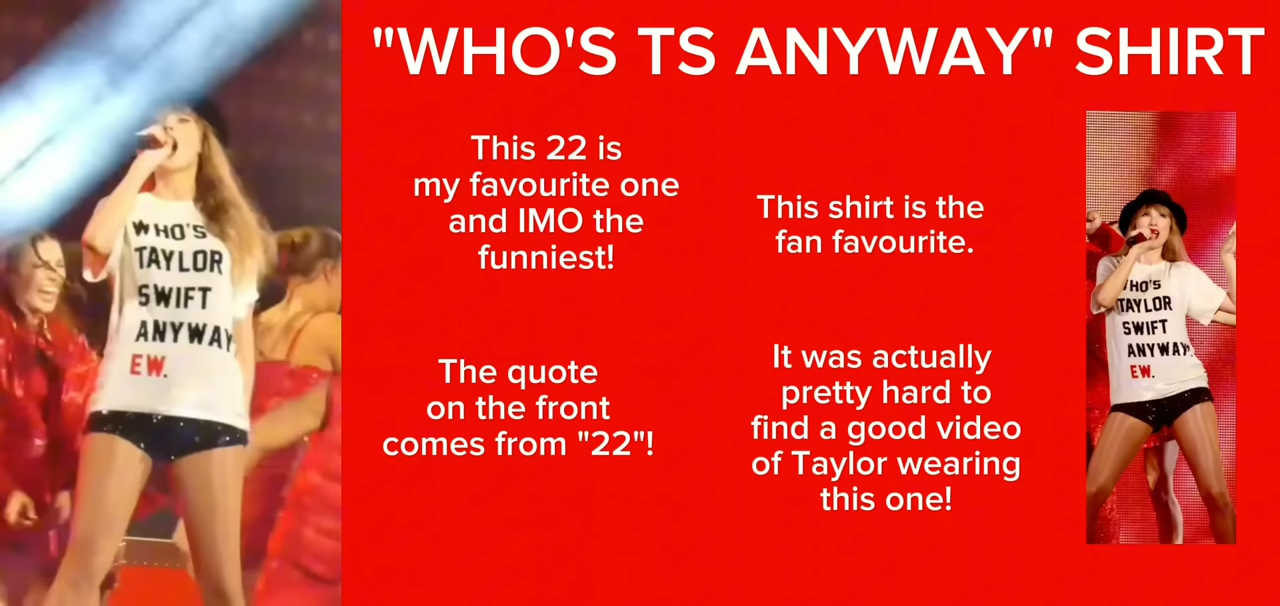 "WHO'S TS ANYWAY" SHIRT
This 22 is
my favourite one
and IMO the
funniest!
This shirt is the
fan favourite.
The quote
on the front
comes from "22"!
It was actually
pretty hard to
find a good video
of Taylor wearing
this one!
WHO'S
TAYLOR
SWIFT
ANYWAY
EW.
WHO'S
TAYLOR
SWIFT
ANYWAY?
EW.